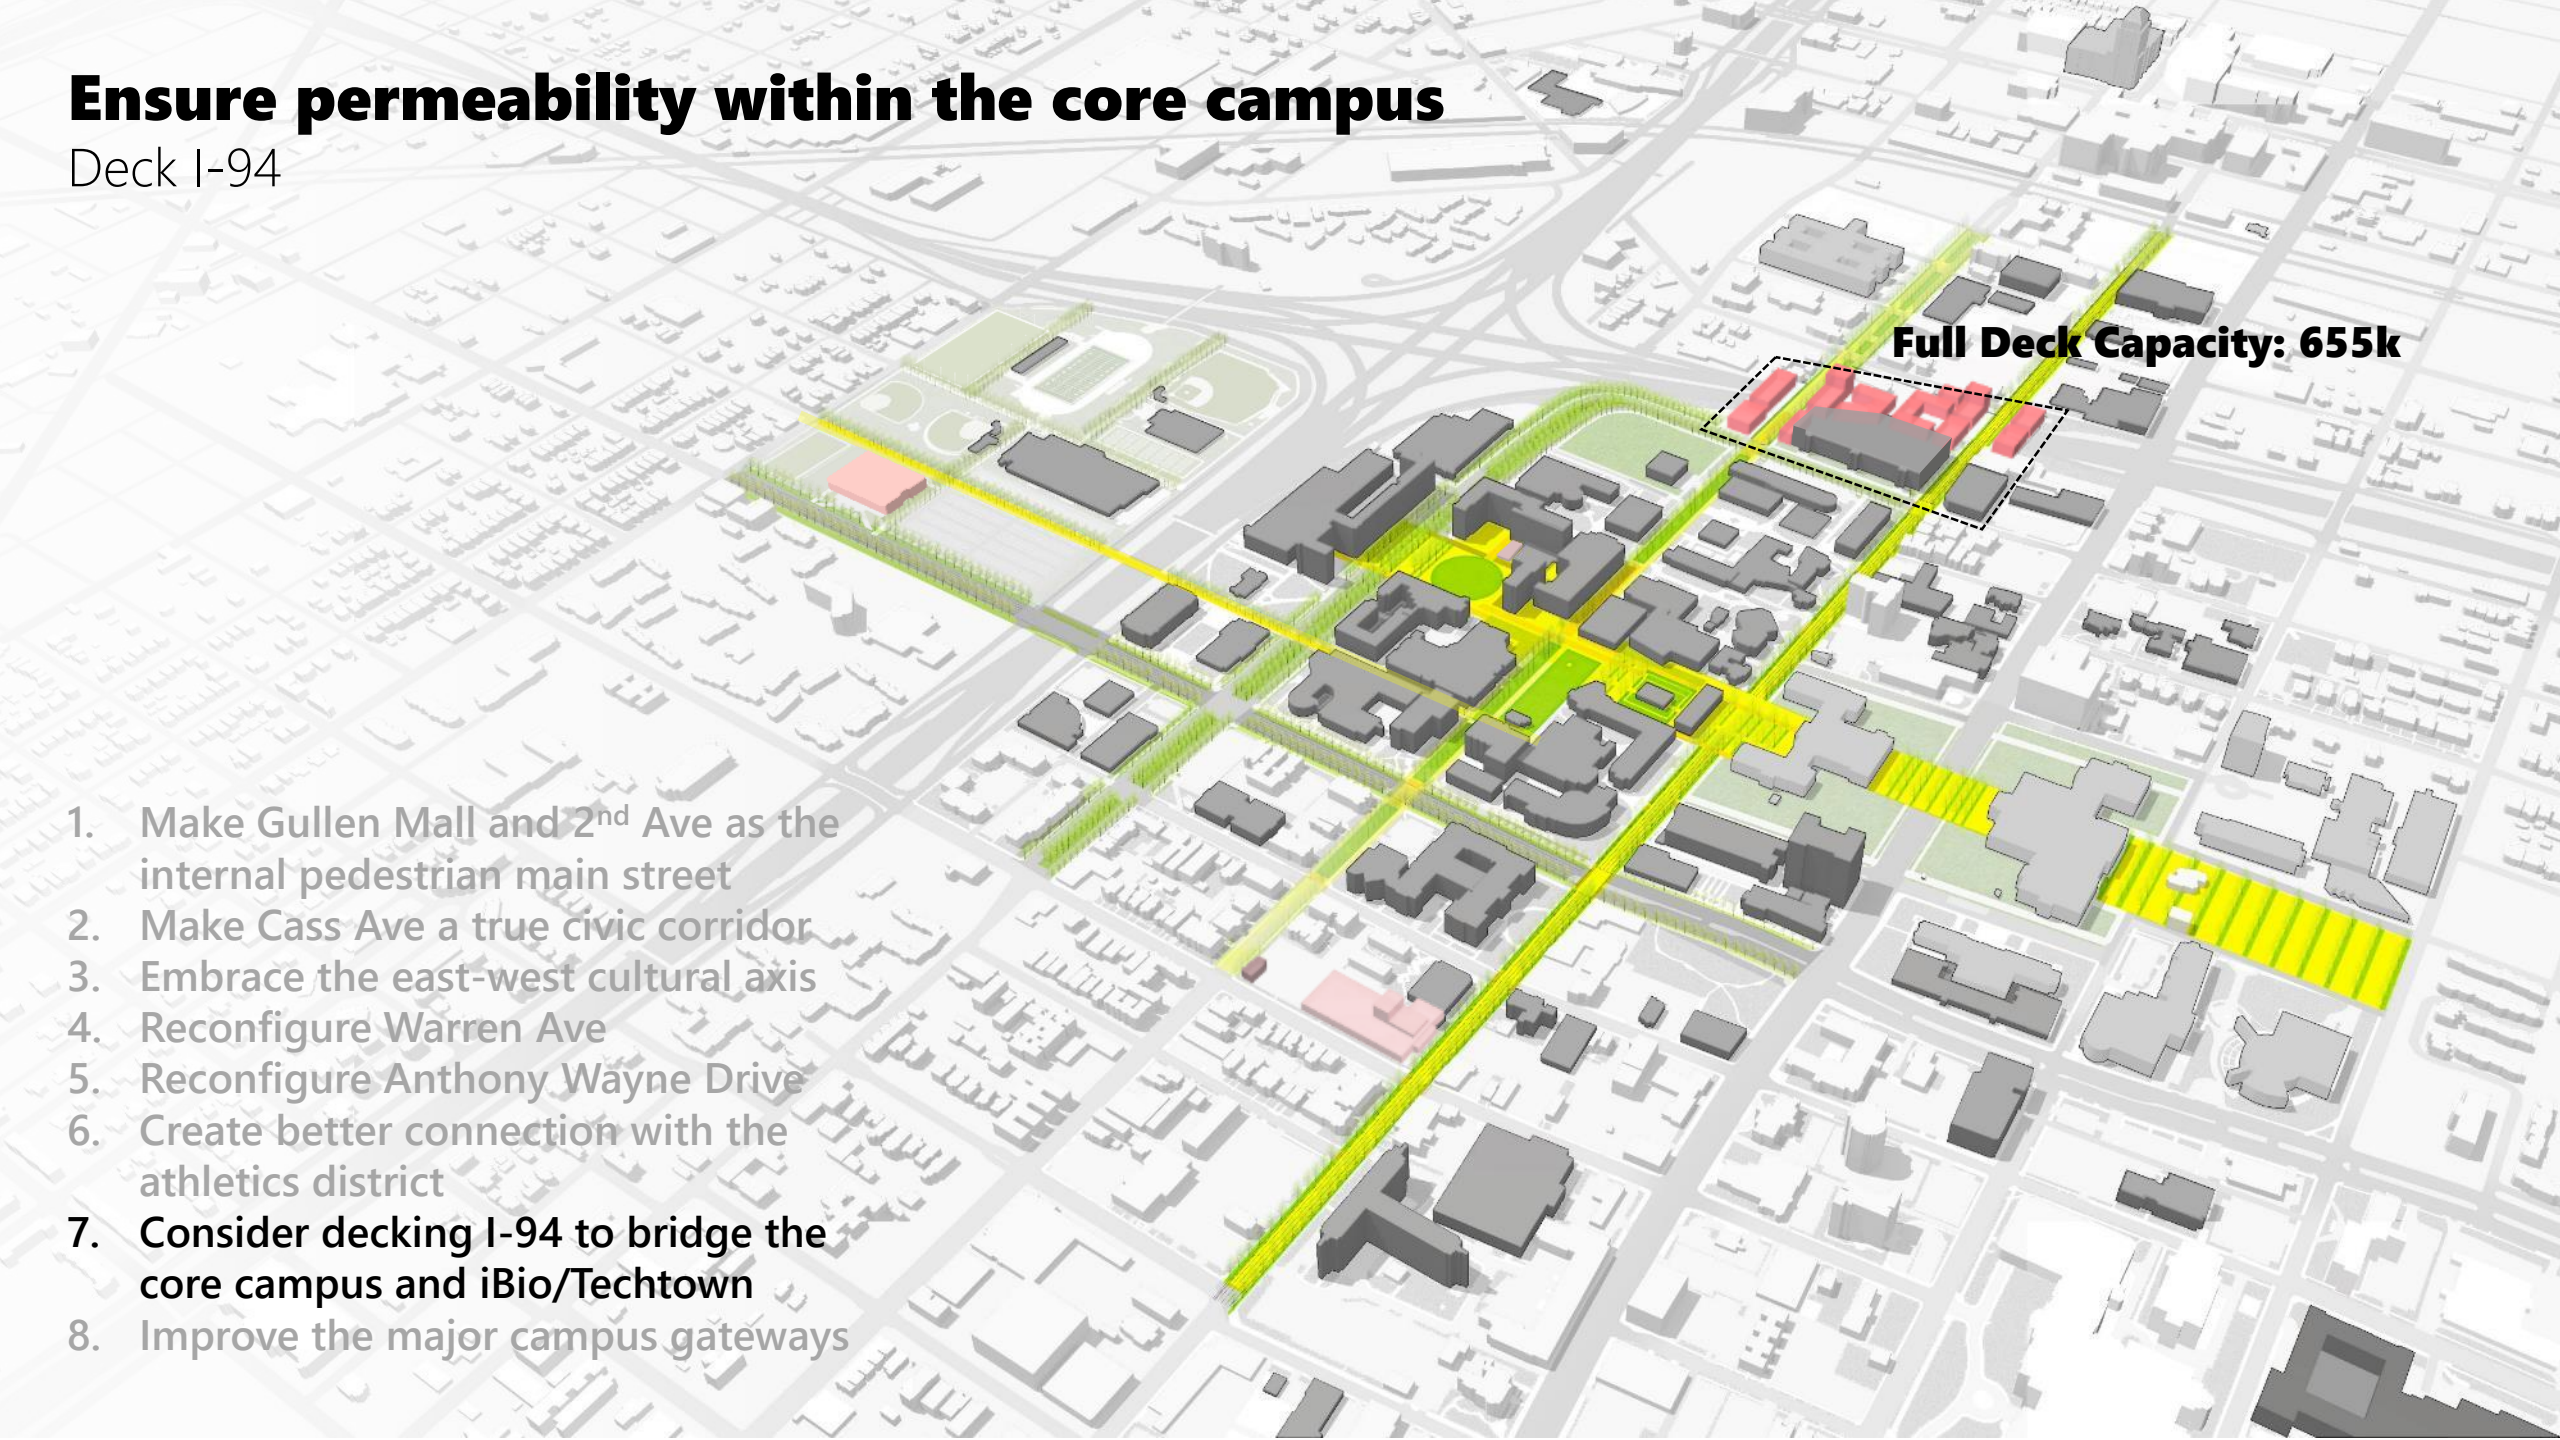 Ensure permeability within the core campus
Deck I-94
Full Deck Capacity: 655k
1. Make Gullen Mall and 2nd Ave as the
internal pedestrian main street
2. Make Cass Ave a true civic corridor
3. Embrace the east-west cultural axis
4. Reconfigure Warren Ave
5. Reconfigure Anthony Wayne Drive
6. Create better connection with the
athletics district
7. Consider decking I-94 to bridge the
core campus and iBio/Techtown
8. Improve the major campus gateways